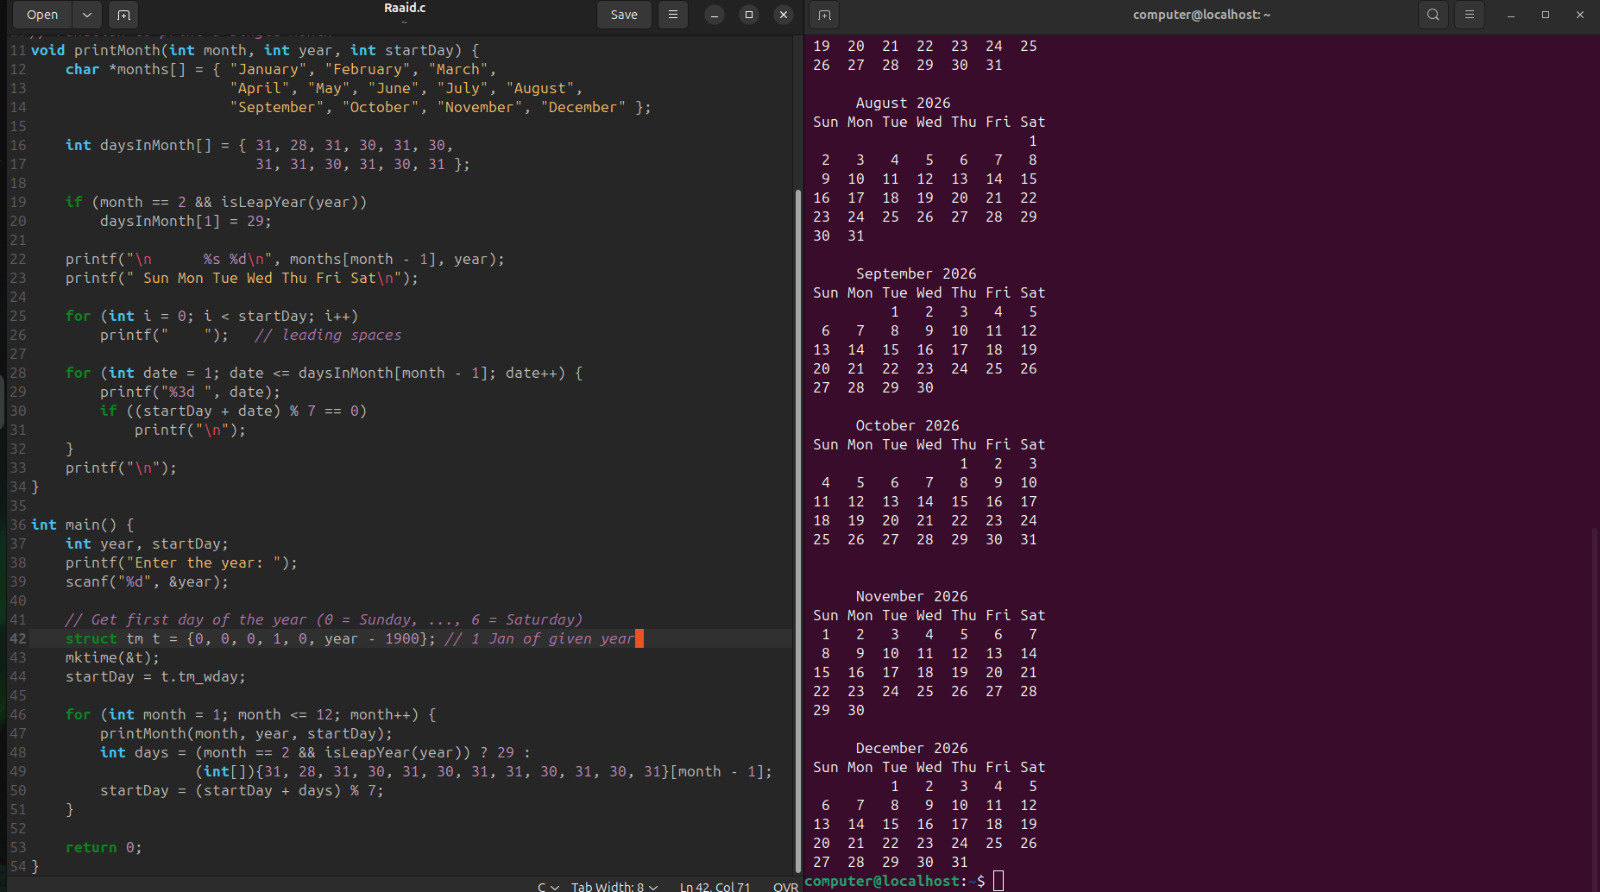 Open
Raaid.c
~
Save
11 void printMonth(int month, int year, int startDay) {
12     char *months[] = { "January", "February", "March",
13                        "April", "May", "June", "July", "August",
14                        "September", "October", "November", "December" };
15
16     int daysInMonth[] = { 31, 28, 31, 30, 31, 30,
17                           31, 31, 30, 31, 30, 31 };
18
19     if (month == 2 && isLeapYear(year))
20         daysInMonth[1] = 29;
21
22     printf("\n      %s %d\n", months[month - 1], year);
23     printf(" Sun Mon Tue Wed Thu Fri Sat\n");
24
25     for (int i = 0; i < startDay; i++)
26         printf("    ");   // leading spaces
27
28     for (int date = 1; date <= daysInMonth[month - 1]; date++) {
29         printf("%3d ", date);
30         if ((startDay + date) % 7 == 0)
31             printf("\n");
32     }
33     printf("\n");
34 }
35
36 int main() {
37     int year, startDay;
38     printf("Enter the year: ");
39     scanf("%d", &year);
40
41     // Get first day of the year (0 = Sunday, ..., 6 = Saturday)
42     struct tm t = {0, 0, 0, 1, 0, year - 1900}; // 1 Jan of given year
43     mktime(&t);
44     startDay = t.tm_wday;
45
46     for (int month = 1; month <= 12; month++) {
47         printMonth(month, year, startDay);
48         int days = (month == 2 && isLeapYear(year)) ? 29 :
49                    (int[]){31, 28, 31, 30, 31, 30, 31, 31, 30, 31, 30, 31}[month - 1];
50         startDay = (startDay + days) % 7;
51     }
52
53     return 0;
54 }
C
Tab Width: 8
Ln 42, Col 71
OVR
computer@localhost: ~
19  20  21  22  23  24  25
26  27  28  29  30  31
     August 2026
Sun Mon Tue Wed Thu Fri Sat
                          1
 2   3   4   5   6   7   8
 9  10  11  12  13  14  15
16  17  18  19  20  21  22
23  24  25  26  27  28  29
30  31
     September 2026
Sun Mon Tue Wed Thu Fri Sat
         1   2   3   4   5
 6   7   8   9  10  11  12
13  14  15  16  17  18  19
20  21  22  23  24  25  26
27  28  29  30
     October 2026
Sun Mon Tue Wed Thu Fri Sat
                 1   2   3
 4   5   6   7   8   9  10
11  12  13  14  15  16  17
18  19  20  21  22  23  24
25  26  27  28  29  30  31
     November 2026
Sun Mon Tue Wed Thu Fri Sat
 1   2   3   4   5   6   7
 8   9  10  11  12  13  14
15  16  17  18  19  20  21
22  23  24  25  26  27  28
29  30
     December 2026
Sun Mon Tue Wed Thu Fri Sat
         1   2   3   4   5
 6   7   8   9  10  11  12
13  14  15  16  17  18  19
20  21  22  23  24  25  26
27  28  29  30  31
computer@localhost:~$